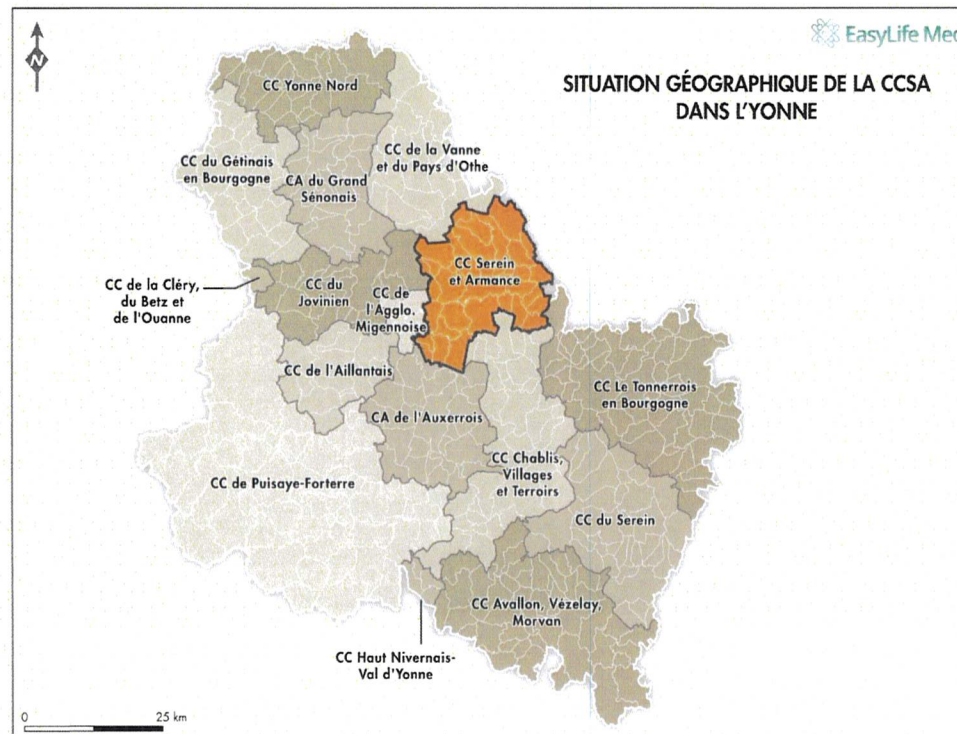 N
EasyLife Med
SITUATION GÉOGRAPHIQUE DE LA CCSA
DANS L'YONNE
CC Yonne Nord
CC du Gétinais
en Bourgogne
CA du Grand
Sénonais
CC de la Vanne
et du Pays d'Othe
CC Serein
et Armance
CC de la Cléry,
du Betz et
de l'Ouanne
CC du
Jovinien
CC de
l'Agglo.
Migennoise
CC de l'Aillantais
CC Le Tonnerrois
en Bourgogne
CA de l'Auxerrois
CC Chablis,
Villages
et Terroirs
CC de Puisaye-Forterre
CC du Serein
CC Avallon, Vézelay,
Morvan
CC Haut Nivernais-
Val d'Yonne
0
25 km